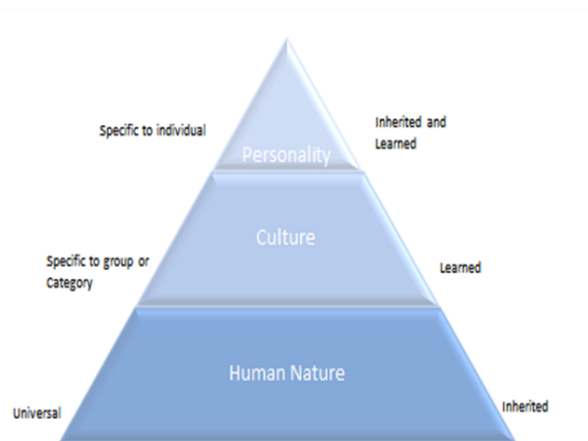 Specific to individual
Inherited and
Learned
Personality
Culture
Specific to group or
Category
Learned
Human Nature
Universal
Inherited